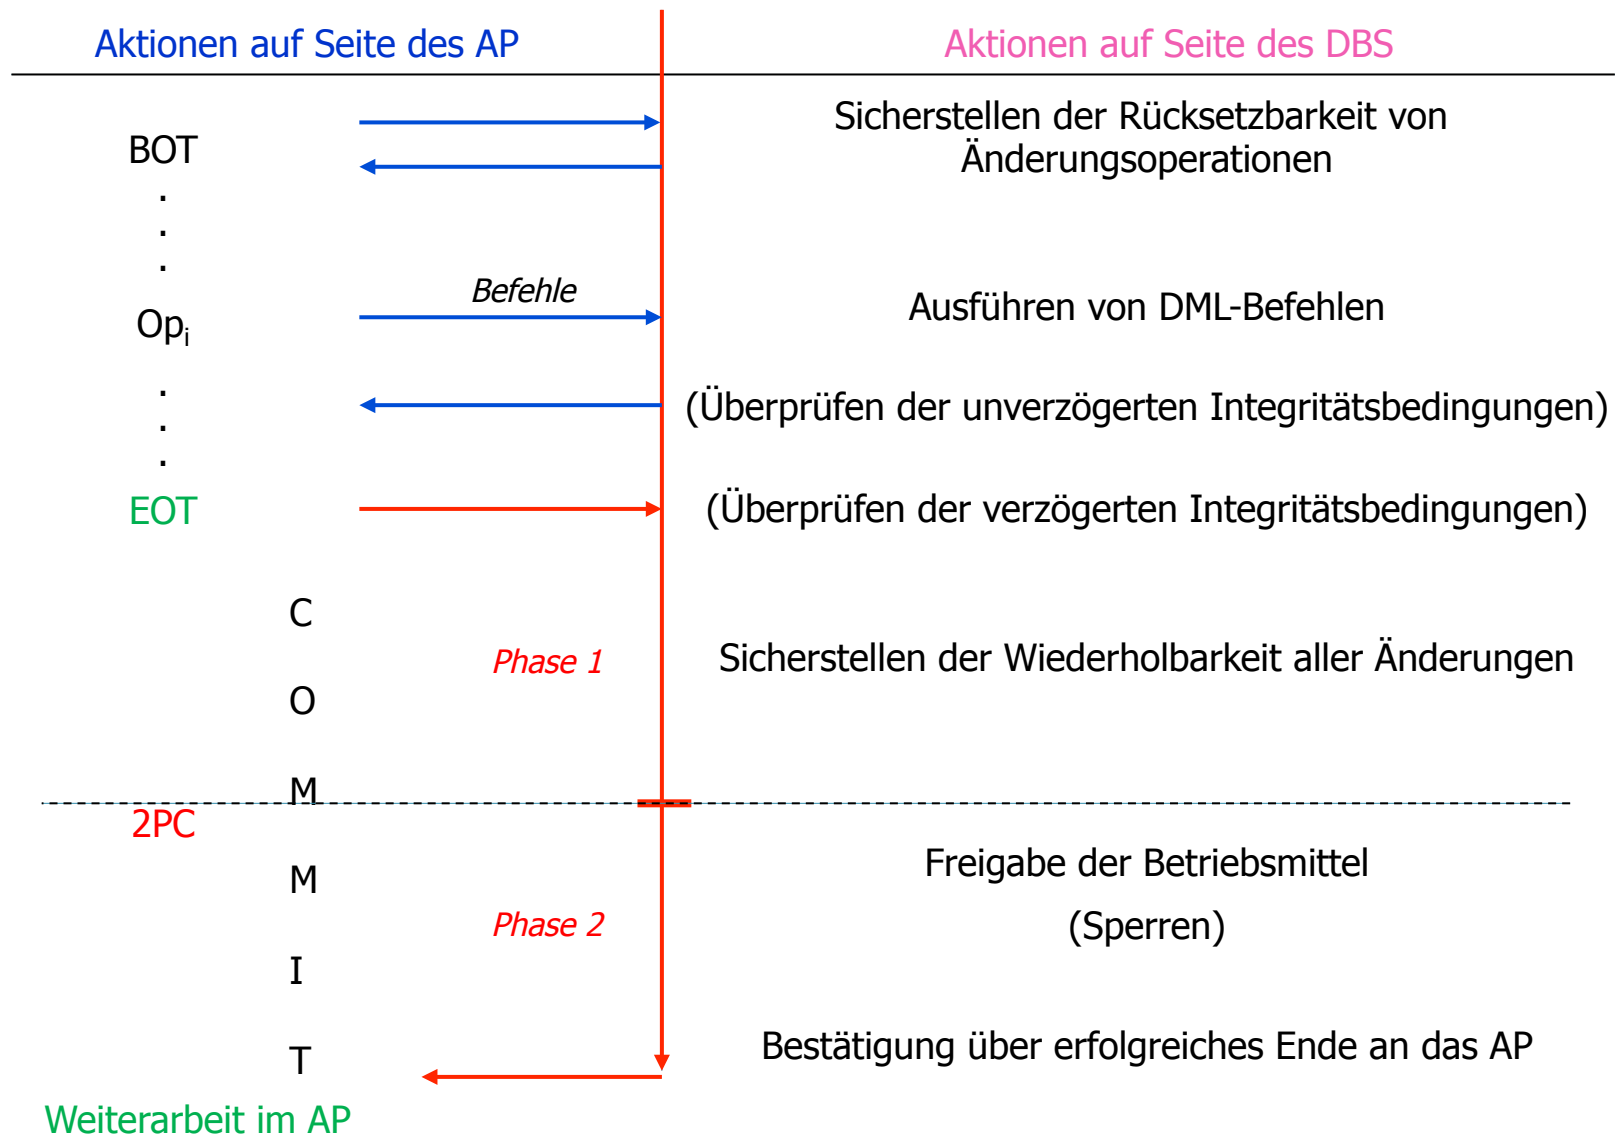 Aktionen auf Seite des AP
Aktionen auf Seite des DBS
BOT
Sicherstellen der Rücksetzbarkeit von
Änderungsoperationen
.
.
.
Befehle
Opi
Ausführen von DML-Befehlen
.
.
.
(Überprüfen der unverzögerten Integritätsbedingungen)
EOT
(Überprüfen der verzögerten Integritätsbedingungen)
C
O
M
M
I
T
Phase 1
Sicherstellen der Wiederholbarkeit aller Änderungen
2PC
Phase 2
Freigabe der Betriebsmittel
(Sperren)
Bestätigung über erfolgreiches Ende an das AP
Weiterarbeit im AP